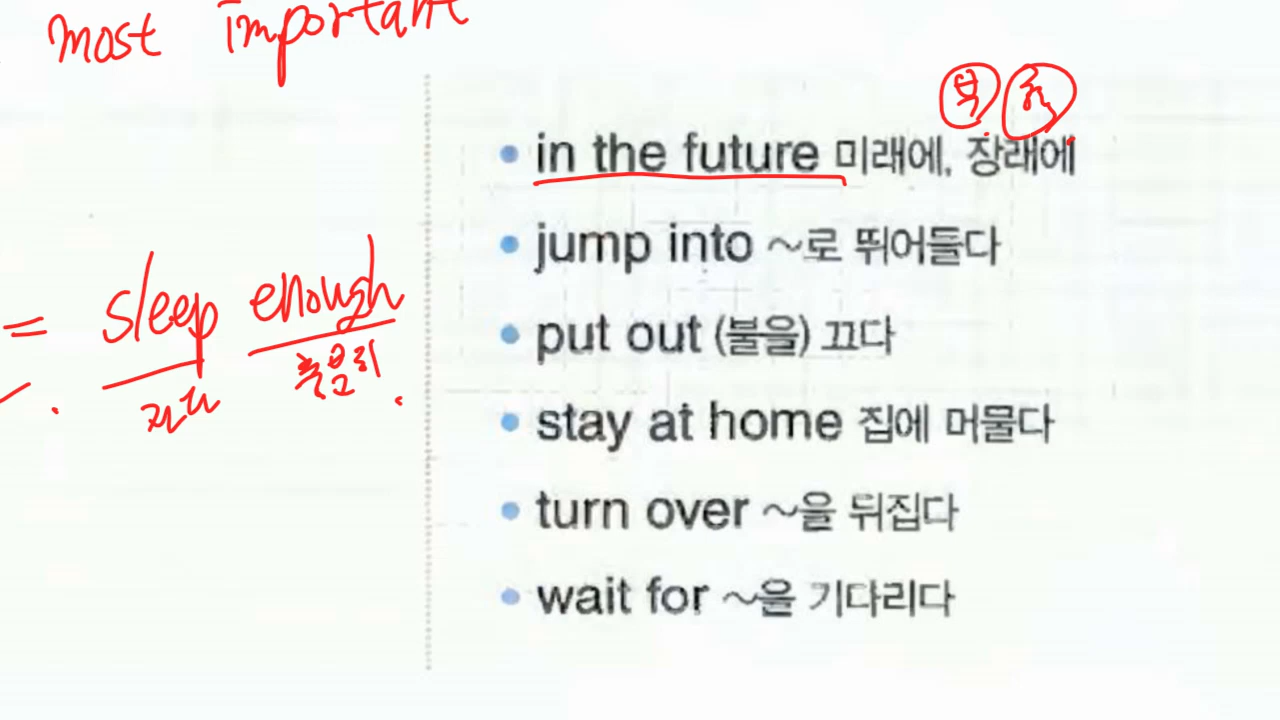 most important
= sleep enough
충분히
• in the future 미래에, 장래에
• jump into ~로 뛰어들다
• put out (불을) 끄다
• stay at home 집에 머물다
• turn over ~을 뒤집다
• wait for ~을 기다리다